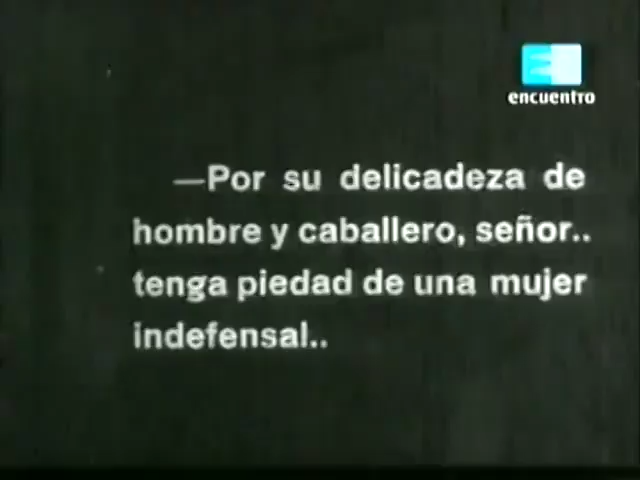 encuentro
—Por su delicadeza de
hombre y caballero, señor..
tenga piedad de una mujer
indefensa!..